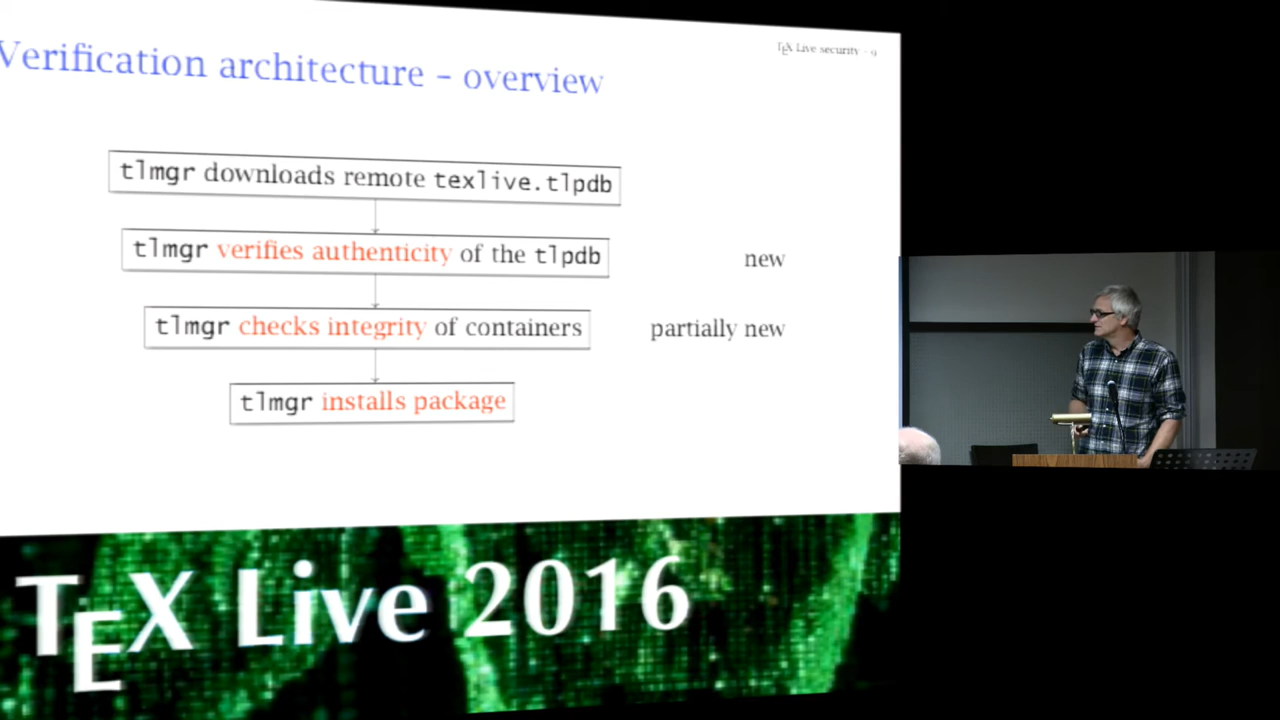 TEX Live security - 9
Verification architecture – overview
tlmgr downloads remote texlive.tlpdb
tlmgr verifies authenticity of the tlpdb
new
tlmgr checks integrity of containers
partially new
tlmgr installs package
TEX Live 2016